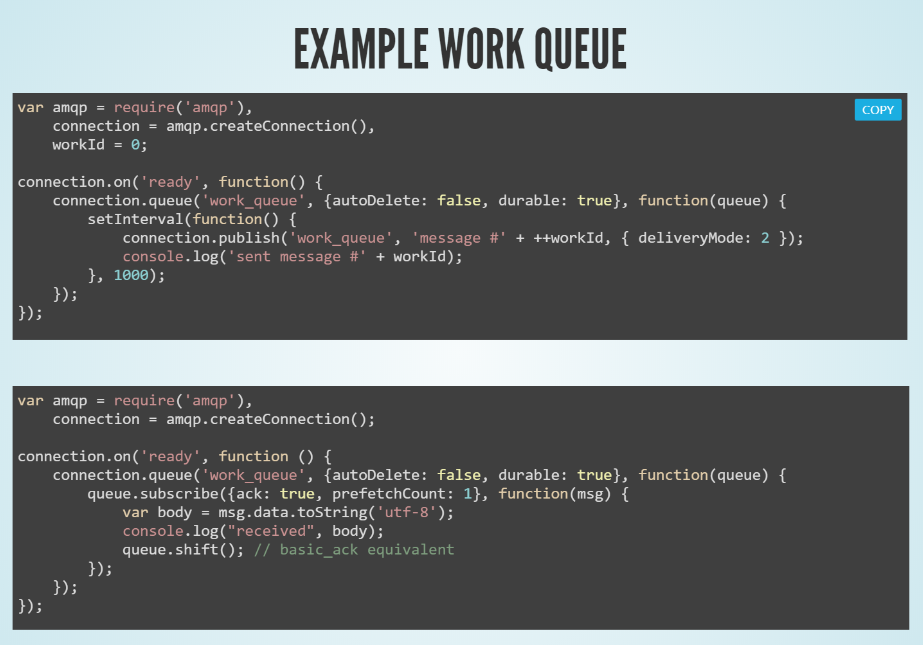 EXAMPLE WORK QUEUE
COPY
var amqp = require('amqp'),
    connection = amqp.createConnection(),
    workId = 0;

connection.on('ready', function() {
    connection.queue('work_queue', {autoDelete: false, durable: true}, function(queue) {
        setInterval(function() {
            connection.publish('work_queue', 'message #' + ++workId, { deliveryMode: 2 });
            console.log('sent message #' + workId);
        }, 1000);
    });
});

var amqp = require('amqp'),
    connection = amqp.createConnection();

connection.on('ready', function () {
    connection.queue('work_queue', {autoDelete: false, durable: true}, function(queue) {
        queue.subscribe({ack: true, prefetchCount: 1}, function(msg) {
            var body = msg.data.toString('utf-8');
            console.log("received", body);
            queue.shift(); // basic_ack equivalent
        });
    });
});